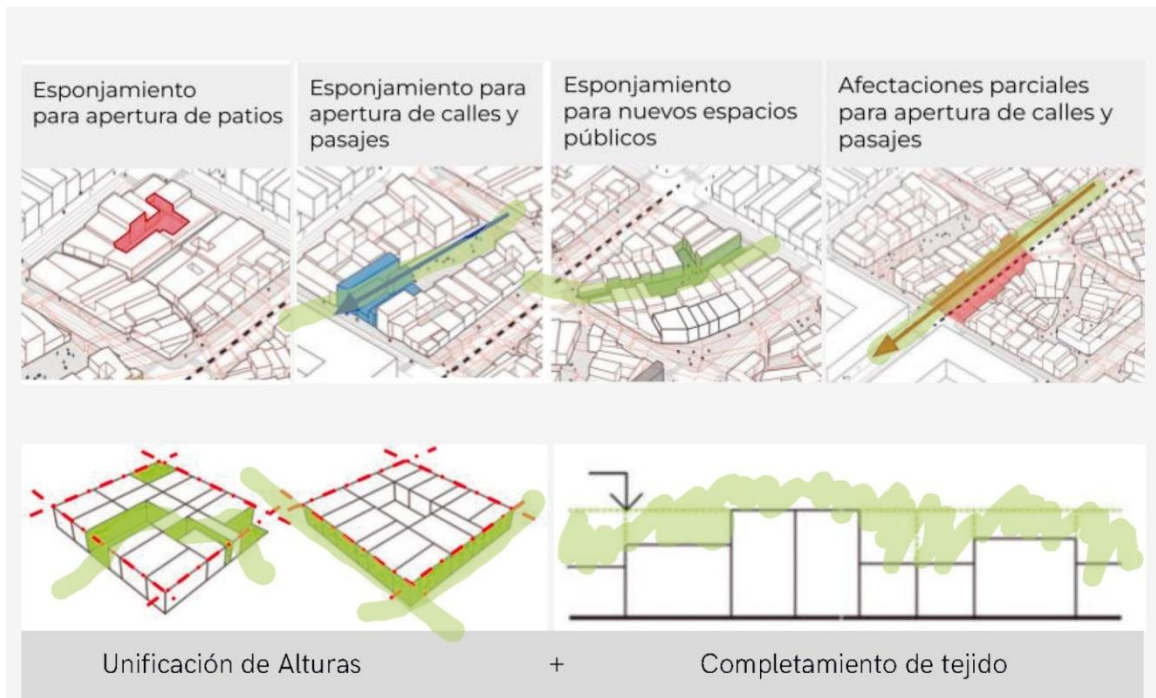 Esponjamiento
para apertura de patios
Esponjamiento para
apertura de calles y
pasajes
Esponjamiento
para nuevos espacios
públicos
Afectaciones parciales
para apertura de calles y
pasajes
Unificación de Alturas + Completamiento de tejido